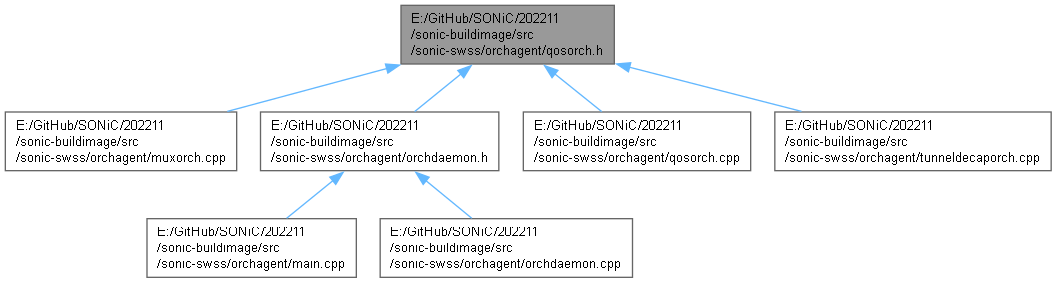 E:/GitHub/SONiC/202211
/sonic-buildimage/src
/sonic-swss/orchagent/qosorch.h
E:/GitHub/SONiC/202211
/sonic-buildimage/src
/sonic-swss/orchagent/muxorch.cpp
E:/GitHub/SONiC/202211
/sonic-buildimage/src
/sonic-swss/orchagent/orchdaemon.h
E:/GitHub/SONiC/202211
/sonic-buildimage/src
/sonic-swss/orchagent/qosorch.cpp
E:/GitHub/SONiC/202211
/sonic-buildimage/src
/sonic-swss/orchagent/tunneldecaporch.cpp
E:/GitHub/SONiC/202211
/sonic-buildimage/src
/sonic-swss/orchagent/main.cpp
E:/GitHub/SONiC/202211
/sonic-buildimage/src
/sonic-swss/orchagent/orchdaemon.cpp